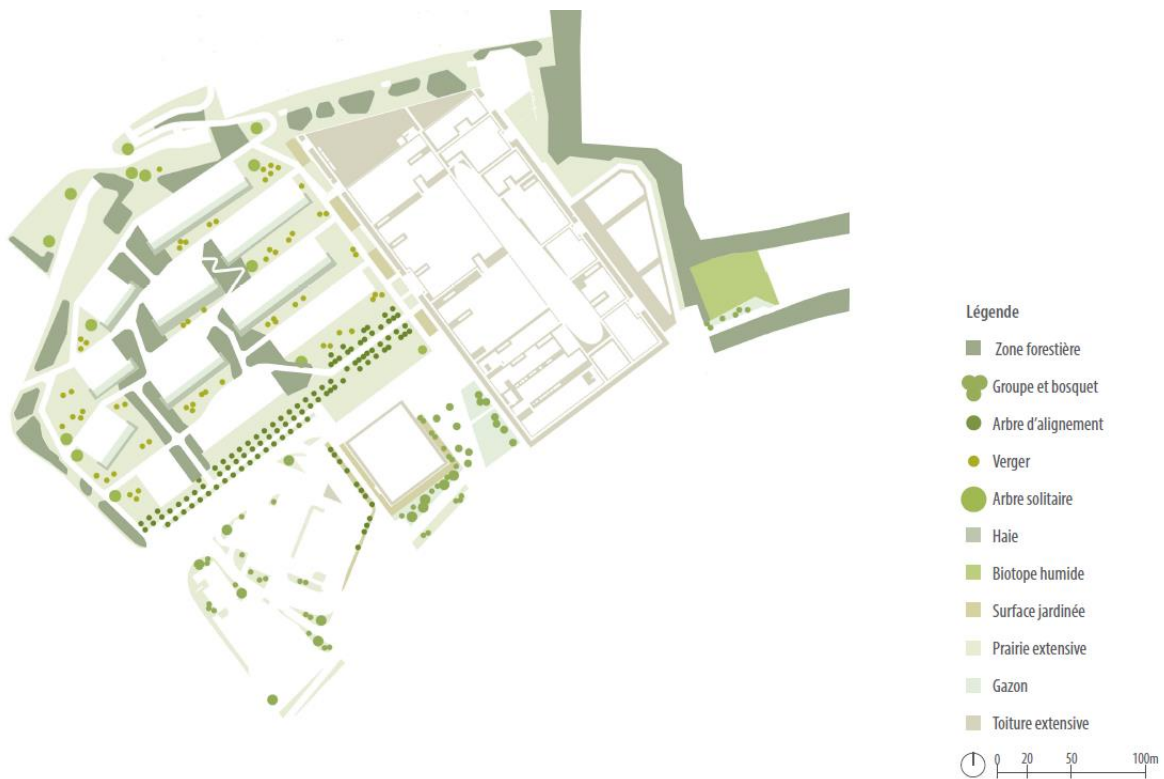 Légende
Zone forestière
Groupe et bosquet
Arbre d'alignement
Verger
Arbre solitaire
Haie
Biotope humide
Surface jardinée
Prairie extensive
Gazon
Toiture extensive
0 20 50 100m